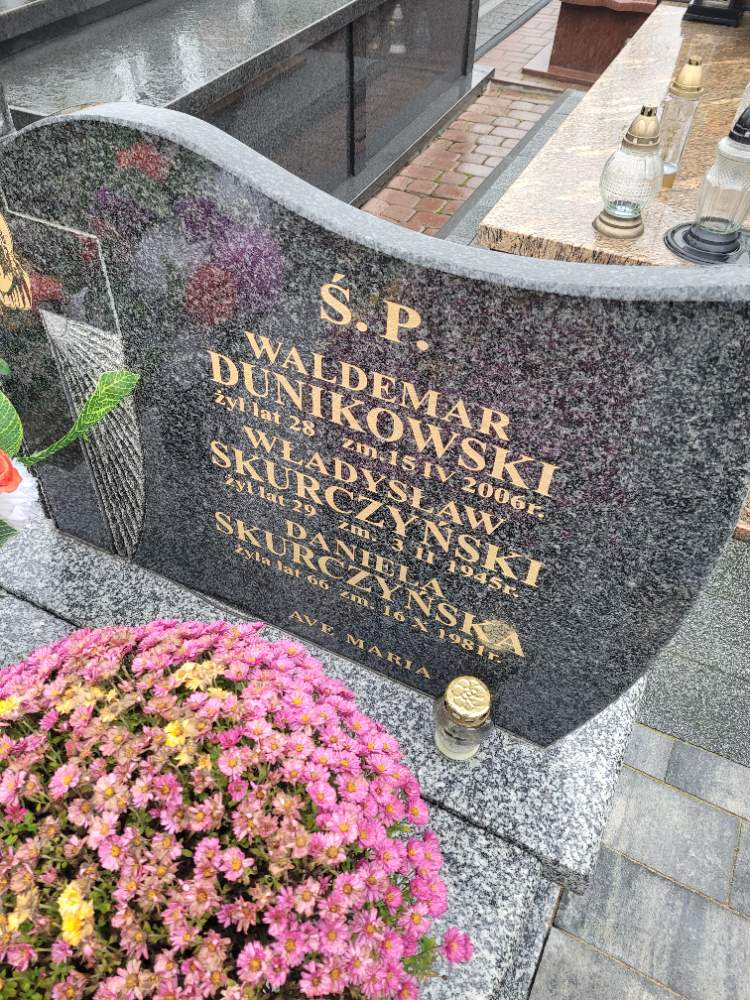 Ś. P.
WALDEMAR
DUNIKOWSKI
żył lat 28 zm. 15 IV 2006r.
WŁADYSŁAW
SKURCZYŃSKI
żył lat 29 zm. 3 II 1945r.
DANIELA
SKURCZYŃSKA
żyła lat 66 zm. 16 X 1981r.
AVE MARIA